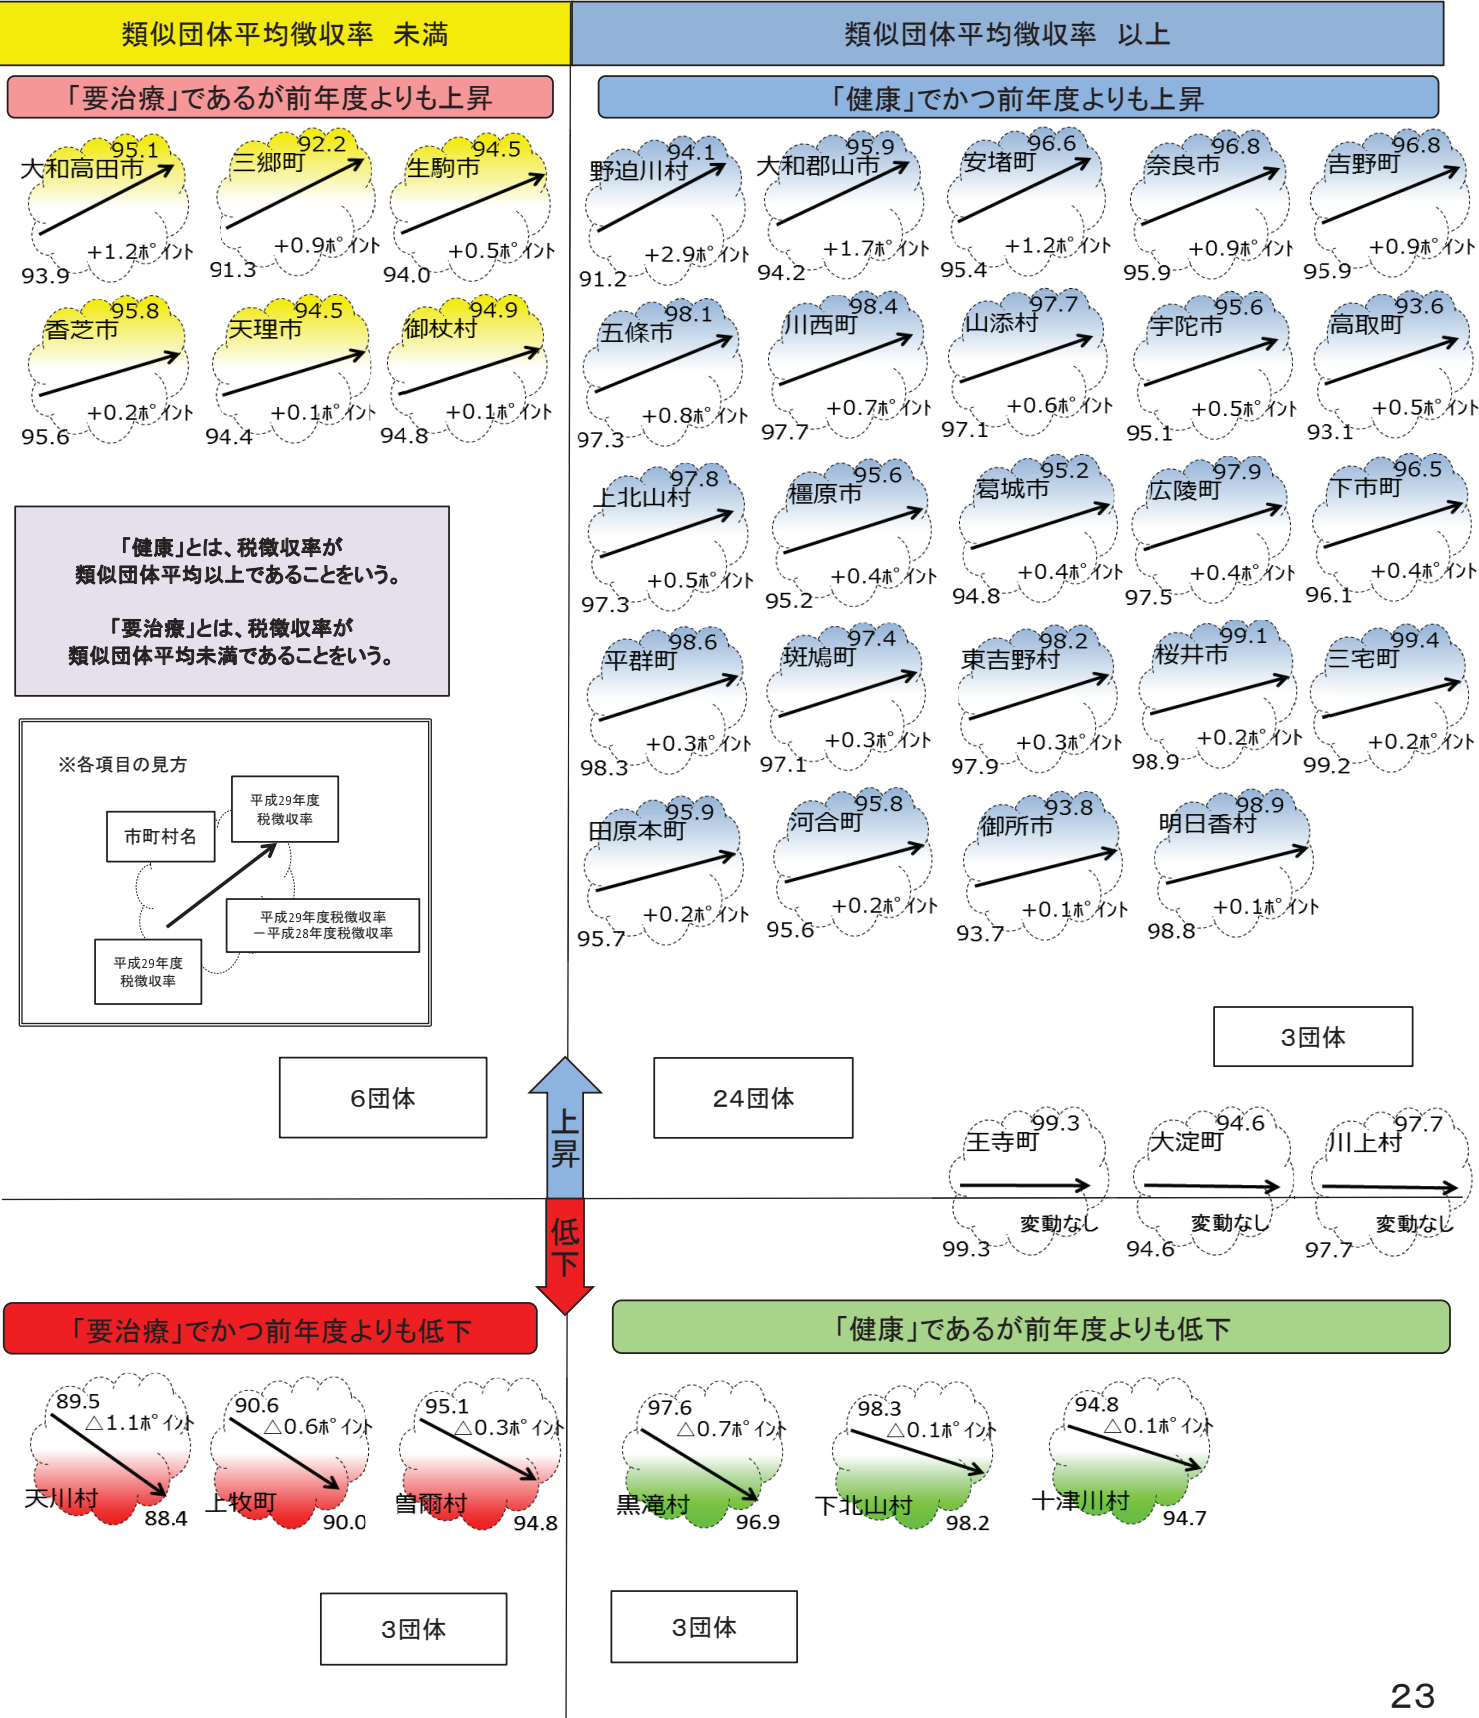 類似団体平均徴収率　未満
類似団体平均徴収率　以上
「要治療」であるが前年度よりも上昇
「健康」でかつ前年度よりも上昇
大和高田市
95.1
+1.2ポイント
93.9
三郷町
92.2
+0.9ポイント
91.3
生駒市
94.5
+0.5ポイント
94.0
香芝市
95.8
+0.2ポイント
95.6
天理市
94.5
+0.1ポイント
94.4
御杖村
94.9
+0.1ポイント
94.8
野迫川村
94.1
+2.9ポイント
91.2
大和郡山市
95.9
+1.7ポイント
94.2
安堵町
96.6
+1.2ポイント
95.4
奈良市
96.8
+0.9ポイント
95.9
吉野町
96.8
+0.9ポイント
95.9
五條市
98.1
+0.8ポイント
97.3
川西町
98.4
+0.7ポイント
97.7
山添村
97.7
+0.6ポイント
97.1
宇陀市
95.6
+0.5ポイント
95.1
高取町
93.6
+0.5ポイント
93.1
上北山村
97.8
+0.5ポイント
97.3
橿原市
95.6
+0.4ポイント
95.2
葛城市
95.2
+0.4ポイント
94.8
広陵町
97.9
+0.4ポイント
97.5
下市町
96.5
+0.4ポイント
96.1
平群町
98.6
+0.3ポイント
98.3
斑鳩町
97.4
+0.3ポイント
97.1
東吉野村
98.2
+0.3ポイント
97.9
桜井市
99.1
+0.2ポイント
98.9
三宅町
99.4
+0.2ポイント
99.2
田原本町
95.9
+0.2ポイント
95.7
河合町
95.8
+0.2ポイント
95.6
御所市
93.8
+0.1ポイント
93.7
明日香村
98.9
+0.1ポイント
98.8
「健康」とは、税徴収率が
類似団体平均以上であることをいう。
「要治療」とは、税徴収率が
類似団体平均未満であることをいう。
※各項目の見方
平成29年度
税徴収率
市町村名
平成29年度税徴収率
－平成28年度税徴収率
平成29年度
税徴収率
6団体
上昇
24団体
3団体
王寺町
99.3
変動なし
99.3
大淀町
94.6
変動なし
94.6
川上村
97.7
変動なし
97.7
低下
「要治療」でかつ前年度よりも低下
「健康」であるが前年度よりも低下
89.5
△1.1ポイント
天川村
88.4
90.6
△0.6ポイント
上牧町
90.0
95.1
△0.3ポイント
曽爾村
94.8
97.6
△0.7ポイント
黒滝村
96.9
98.3
△0.1ポイント
下北山村
98.2
94.8
△0.1ポイント
十津川村
94.7
3団体
3団体
23